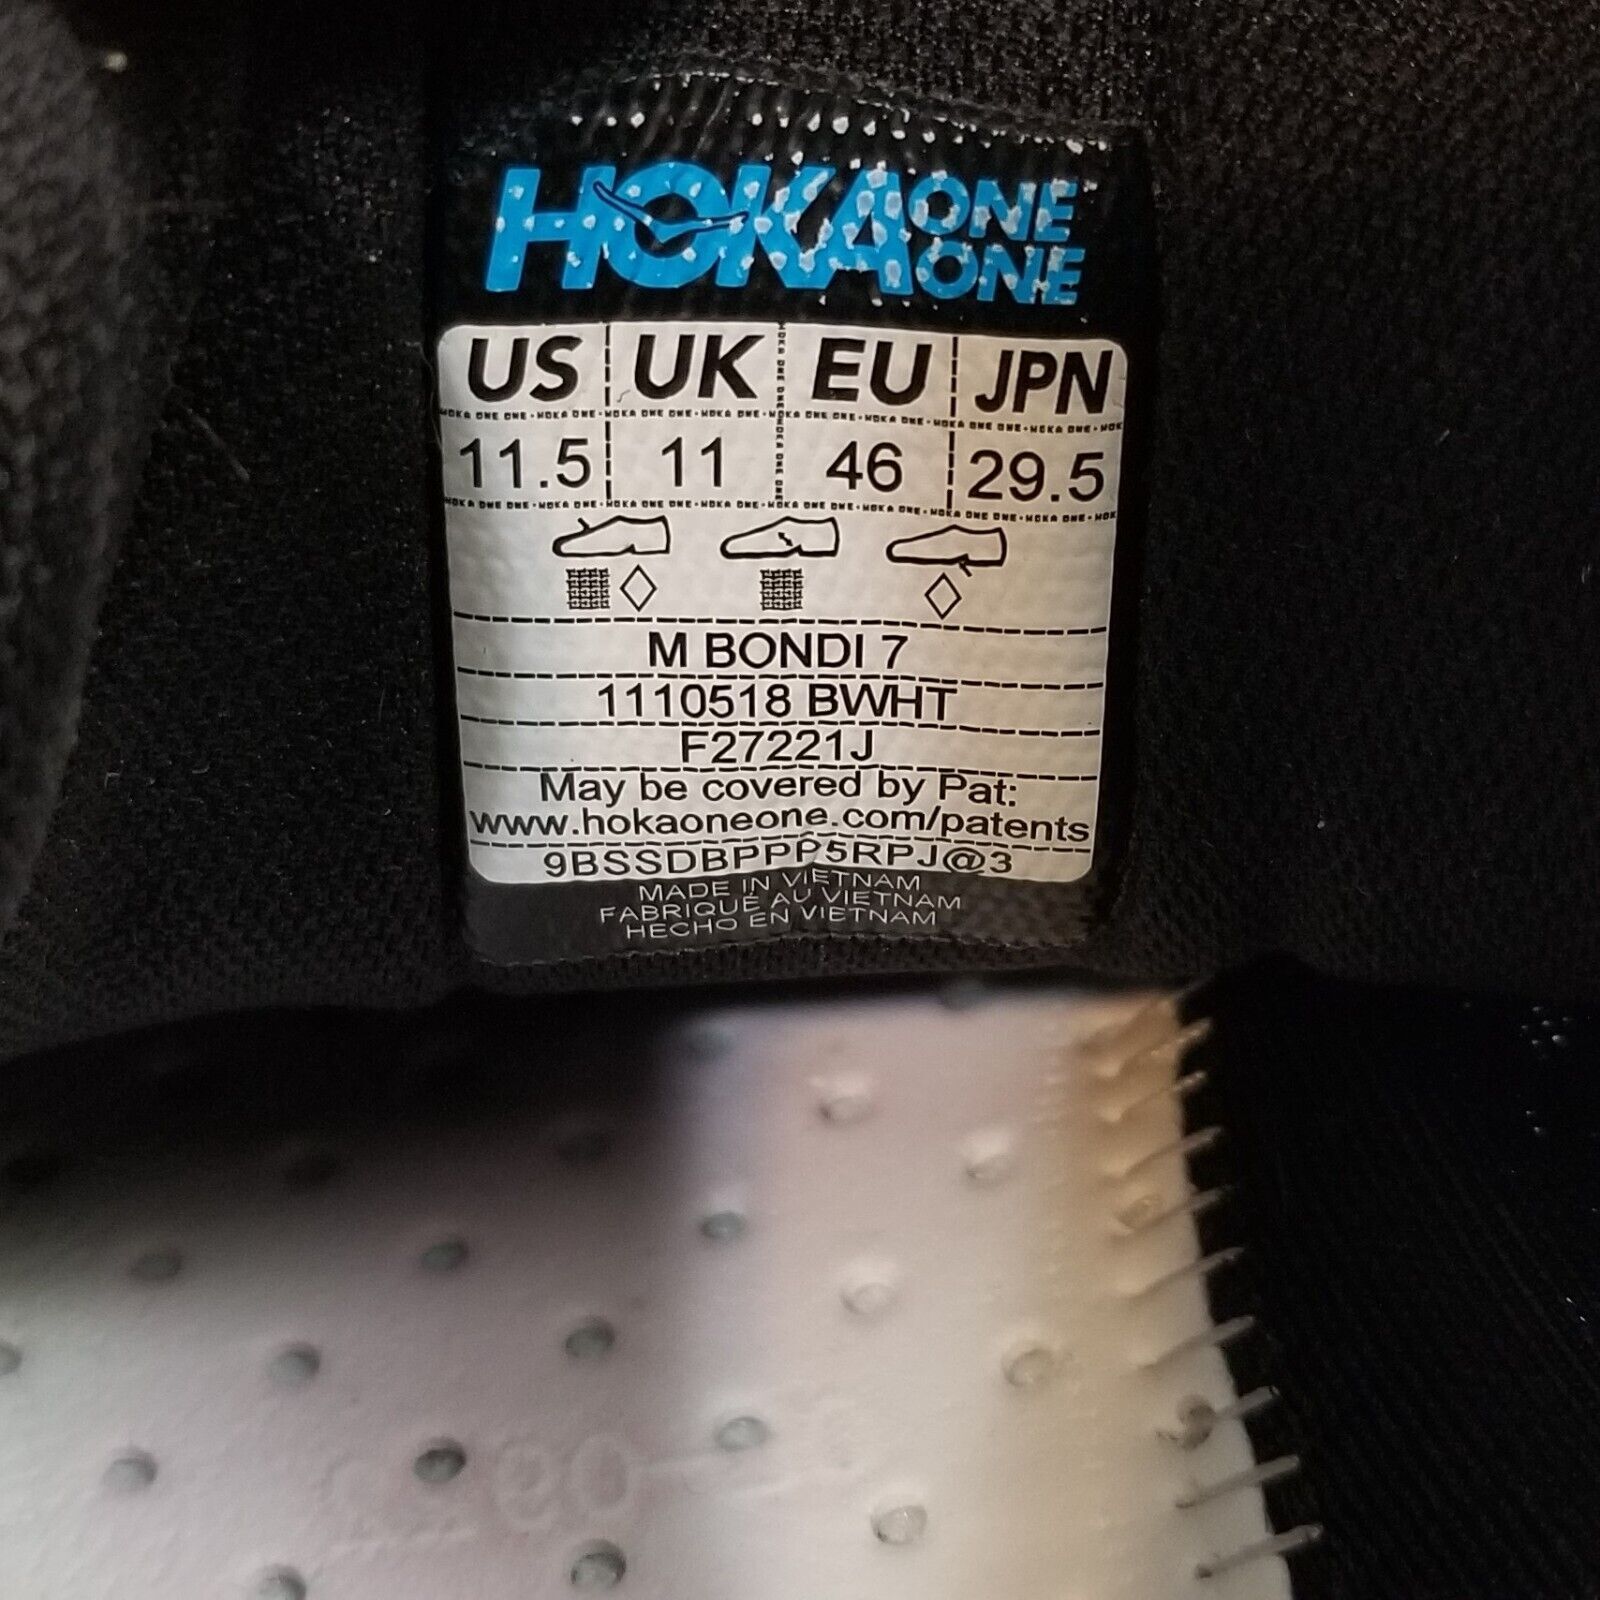 HOKA ONE ONE
US UK EU JPN
11.5 11 46 29.5
M BONDI 7
1110518 BWHT
F27221J
May be covered by Pat:
www.hokaoneone.com/patents
9BSSDBPPP5RPJ@3
MADE IN VIETNAM
FABRIQUÉ AU VIETNAM
HECHO EN VIETNAM